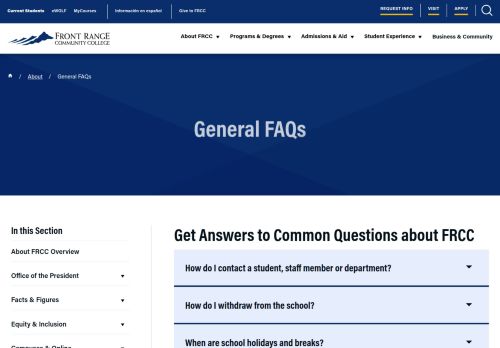 Current Students eWOLF MyCourses Información en español Give to FRCC REQUEST INFO VISIT APPLY
FRONT RANGE
COMMUNITY COLLEGE
About FRCC Programs & Degrees Admissions & Aid Student Experience Business & Community
/ About / General FAQs
General FAQs
In this Section
About FRCC Overview
Office of the President
Facts & Figures
Equity & Inclusion
Campuses & Online
Get Answers to Common Questions about FRCC
How do I contact a student, staff member or department?
How do I withdraw from the school?
When are school holidays and breaks?